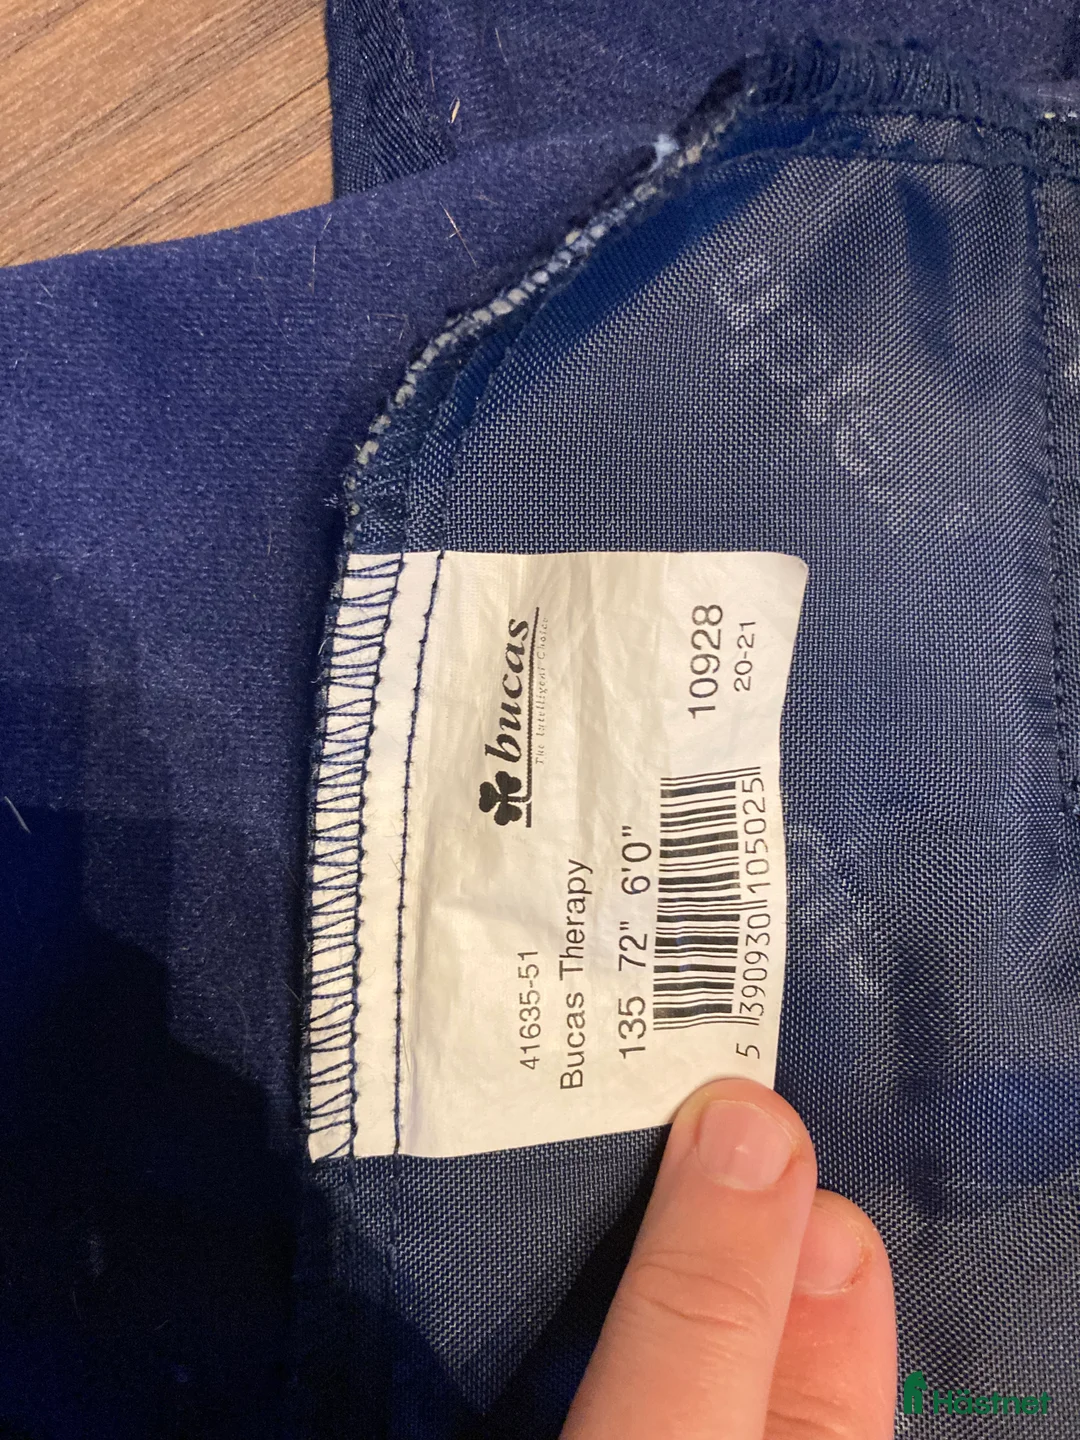 bucas
The Intelligent Choice
41635-51
Bucas Therapy
135 72" 6'0"
10928
20-21
5 390930 105025
Hästnet